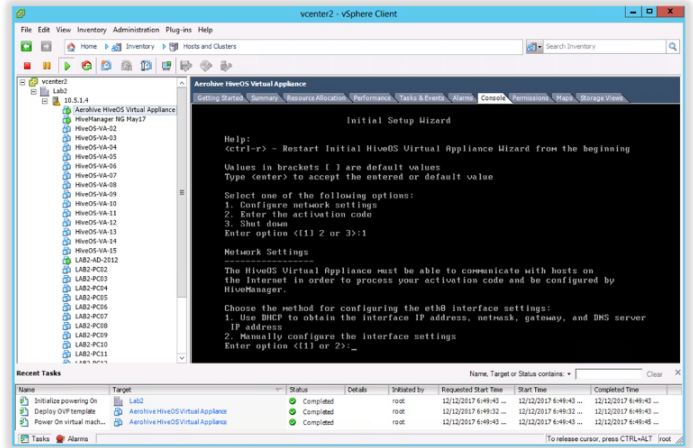 vcenter2 - vSphere Client
File Edit View Inventory Administration Plug-ins Help
Home Inventory Hosts and Clusters
Search Inventory
vcenter2
Lab2
10.5.1.4
Aerohive HiveOS Virtual Appliance
HiveManager NG May17
HiveOS-VA-02
HiveOS-VA-03
HiveOS-VA-04
HiveOS-VA-05
HiveOS-VA-06
HiveOS-VA-07
HiveOS-VA-08
HiveOS-VA-09
HiveOS-VA-10
HiveOS-VA-11
HiveOS-VA-12
HiveOS-VA-13
HiveOS-VA-14
HiveOS-VA-15
LAB2-AD-2012
LAB2-PC02
LAB2-PC03
LAB2-PC04
LAB2-PC05
LAB2-PC06
LAB2-PC07
LAB2-PC08
LAB2-PC09
LAB2-PC10
LAB2-PC11
LAB2-PC12
Aerohive HiveOS Virtual Appliance
Getting Started Summary Resource Allocation Performance Tasks & Events Alarms Console Permissions Maps Storage Views
Initial Setup Wizard
Help:
<ctrl-r> - Restart Initial HiveOS Virtual Appliance Wizard from the beginning
Values in brackets [ ] are default values
Type <enter> to accept the entered or default value
Select one of the following options:
1. Configure network settings
2. Enter the activation code
3. Shut down
Enter option <[1] 2 or 3>:1
Network Settings
----------------
The HiveOS Virtual Appliance must be able to communicate with hosts on
the Internet in order to process your activation code and be configured by
HiveManager.
Choose the method for configuring the eth0 interface settings:
1. Use DHCP to obtain the interface IP address, netmask, gateway, and DNS server
IP address
2. Manually configure the interface settings
Enter option <[1] or 2>:_
Recent Tasks
Name, Target or Status contains: Clear
Name Target Status Details Initiated by Requested Start Time Start Time Completed Time
Initialize powering On Lab2 Completed root 12/12/2017 6:49:43 ... 12/12/2017 6:49:43 ... 12/12/2017 6:49:43 ...
Deploy OVF template Aerohive HiveOS Virtual Appliance Completed root 12/12/2017 6:49:32 ... 12/12/2017 6:49:32 ... 12/12/2017 6:49:43 ...
Power On virtual mach... Aerohive HiveOS Virtual Appliance Completed root 12/12/2017 6:49:43 ... 12/12/2017 6:49:43 ... 12/12/2017 6:49:45 ...
Tasks Alarms
To release cursor, press CTRL+ALT root